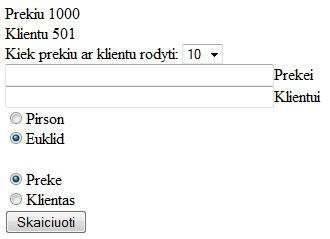 Prekiu 1000
Klientu 501
Kiek prekiu ar klientu rodyti: 10
Prekei
Klientui
Pirson
Euklid
Preke
Klientas
Skaiciuoti